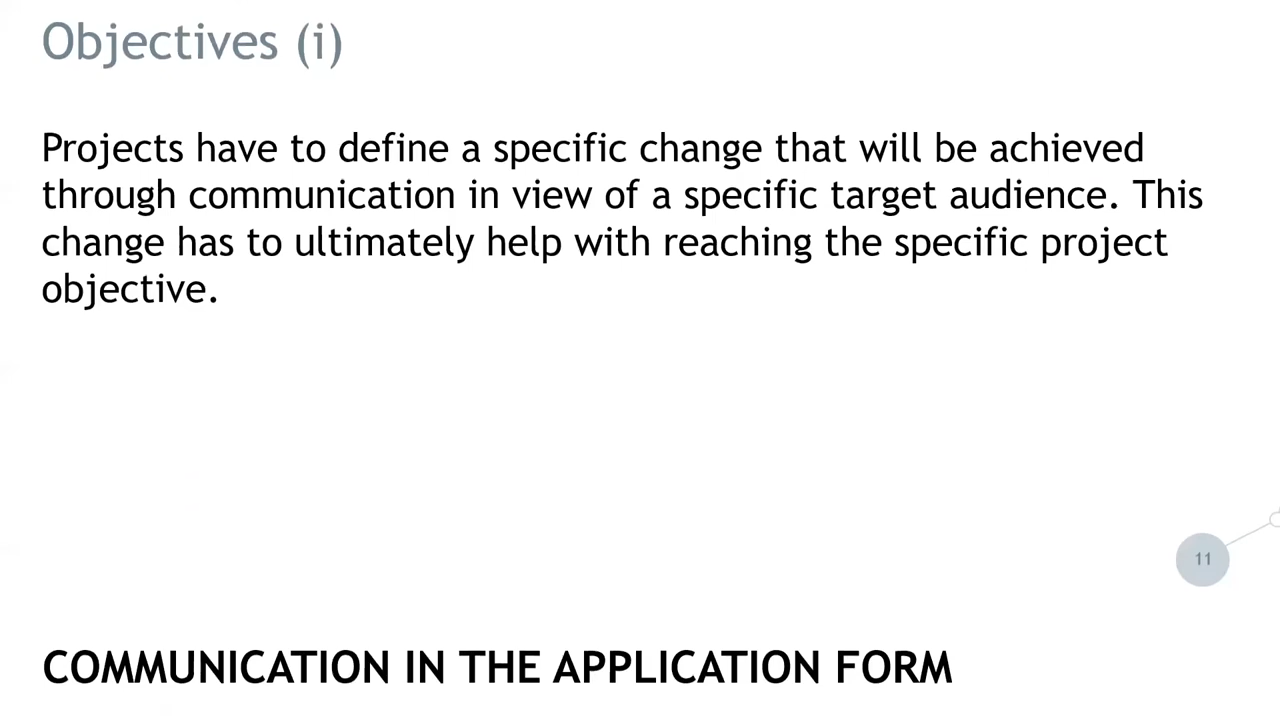 Objectives (i)
Projects have to define a specific change that will be achieved
through communication in view of a specific target audience. This
change has to ultimately help with reaching the specific project
objective.
11
COMMUNICATION IN THE APPLICATION FORM